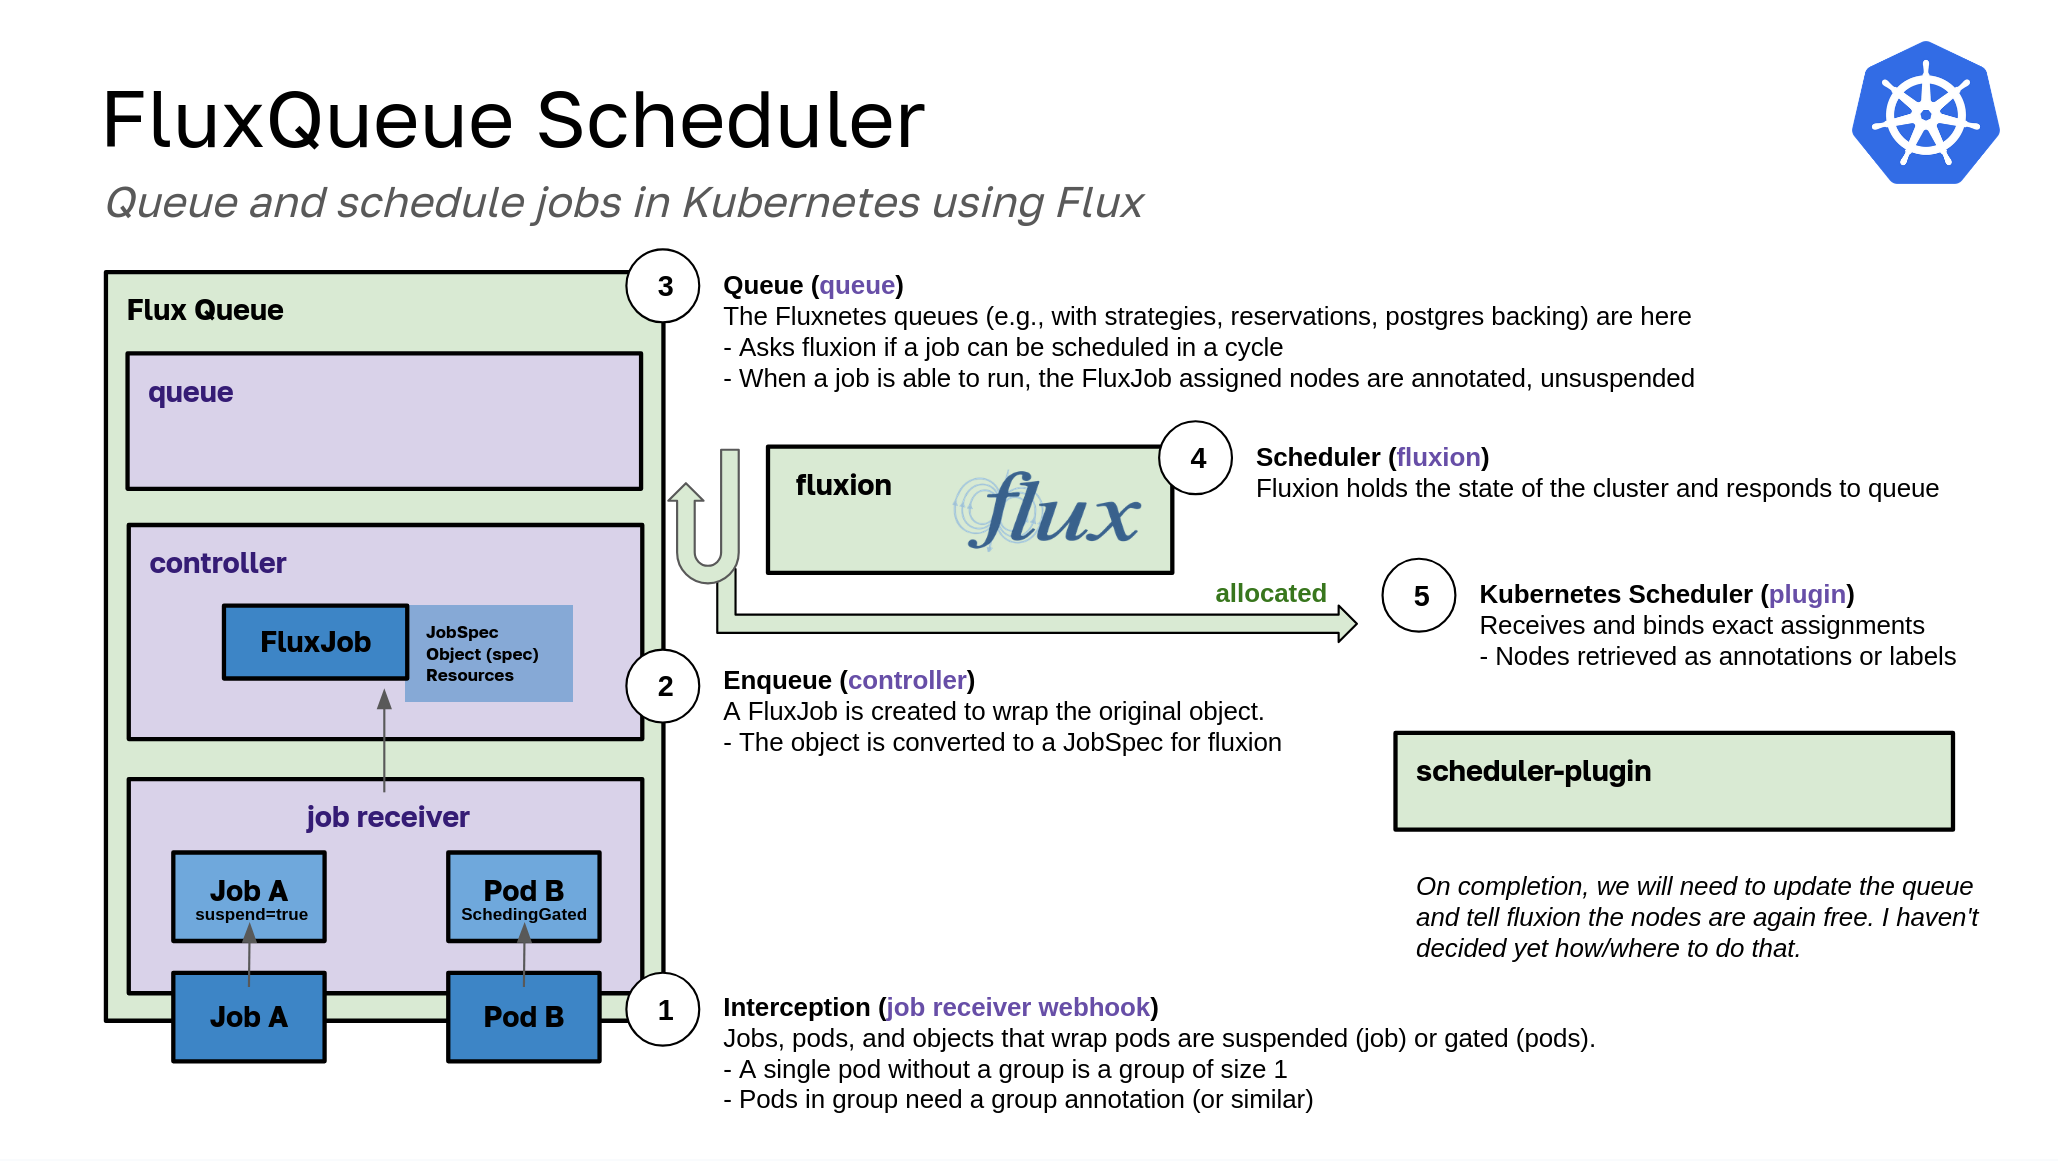 FluxQueue Scheduler
Queue and schedule jobs in Kubernetes using Flux
Flux Queue
queue
controller
FluxJob
JobSpec
Object (spec)
Resources
job receiver
Job A
suspend=true
Pod B
SchedingGated
Job A
Pod B
3
Queue (queue)
The Fluxnetes queues (e.g., with strategies, reservations, postgres backing) are here
- Asks fluxion if a job can be scheduled in a cycle
- When a job is able to run, the FluxJob assigned nodes are annotated, unsuspended
fluxion
flux
4
Scheduler (fluxion)
Fluxion holds the state of the cluster and responds to queue
allocated
5
Kubernetes Scheduler (plugin)
Receives and binds exact assignments
- Nodes retrieved as annotations or labels
2
Enqueue (controller)
A FluxJob is created to wrap the original object.
- The object is converted to a JobSpec for fluxion
scheduler-plugin
On completion, we will need to update the queue
and tell fluxion the nodes are again free. I haven't
decided yet how/where to do that.
1
Interception (job receiver webhook)
Jobs, pods, and objects that wrap pods are suspended (job) or gated (pods).
- A single pod without a group is a group of size 1
- Pods in group need a group annotation (or similar)